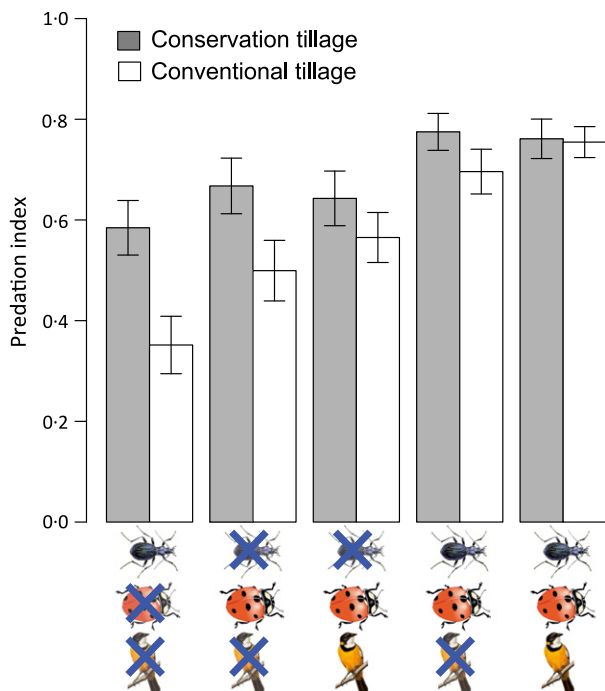 1·0
Conservation tillage
Conventional tillage
0·8
0·6
0·4
0·2
0·0
Predation index